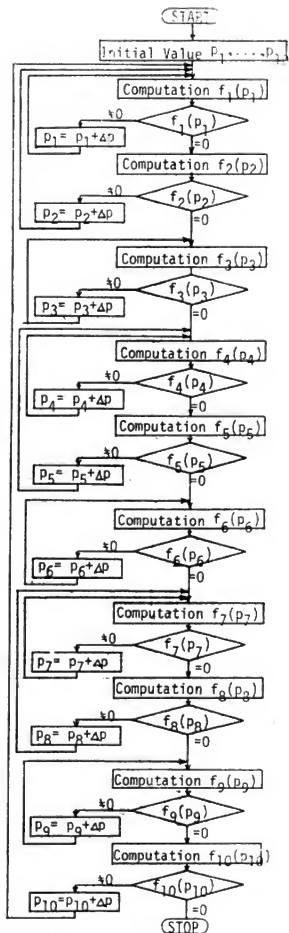 START
Initial Value P1.....P10
Computation f1(p1)
≠0
f1(p1)
p1= p1+Δp
=0
Computation f2(p2)
≠0
f2(p2)
p2= p2+Δp
=0
Computation f3(p3)
≠0
f3(p3)
p3= p3+Δp
=0
Computation f4(p4)
≠0
f4(p4)
p4= p4+Δp
=0
Computation f5(p5)
≠0
f5(p5)
p5= p5+Δp
=0
Computation f6(p6)
≠0
f6(p6)
p6= p6+Δp
=0
Computation f7(p7)
≠0
f7(p7)
p7= p7+Δp
=0
Computation f8(p8)
≠0
f8(p8)
p8= p8+Δp
=0
Computation f9(p9)
≠0
f9(p9)
p9= p9+Δp
=0
Computation f10(p10)
≠0
f10(p10)
p10=p10+Δp
=0
STOP